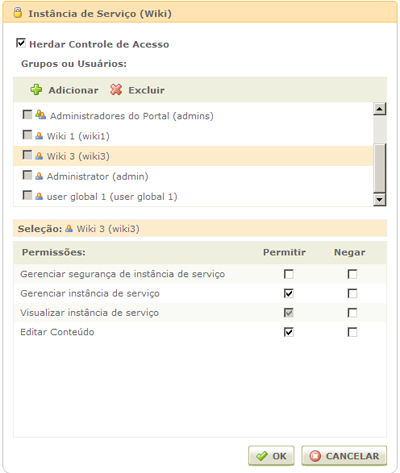 Instância de Serviço (Wiki)
Herdar Controle de Acesso
Grupos ou Usuários:
Adicionar Excluir
Administradores do Portal (admins)
Wiki 1 (wiki1)
Wiki 3 (wiki3)
Administrator (admin)
user global 1 (user global 1)
Seleção: Wiki 3 (wiki3)
Permissões: Permitir Negar
Gerenciar segurança de instância de serviço
Gerenciar instância de serviço
Visualizar instância de serviço
Editar Conteúdo
OK CANCELAR